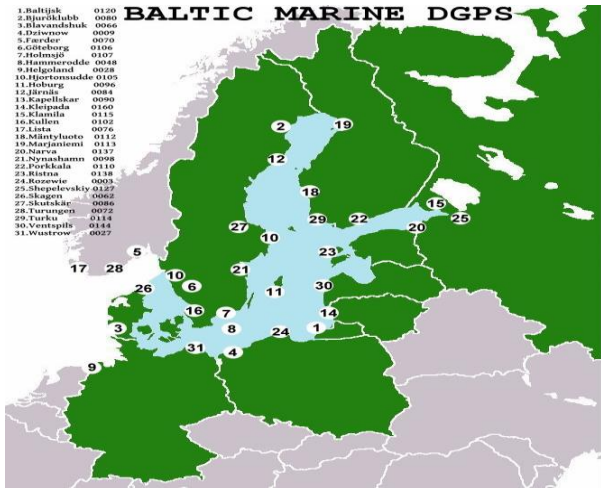 BALTIC MARINE DGPS
1.Baltijsk 0120
2.Bjuröklubb 0080
3.Blavandshuk 0066
4.Dziwnow 0009
5.Færder 0070
6.Göteborg 0106
7.Holmsjö 0107
8.Hammerodde 0048
9.Helgoland 0028
10.Hjortonsudde 0105
11.Hoburg 0096
12.Järnäs 0084
13.Kapellskar 0090
14.Kleipada 0160
15.Klamila 0115
16.Kullen 0102
17.Lista 0076
18.Mäntyluoto 0112
19.Marjaniemi 0113
20.Narva 0137
21.Nynashamn 0098
22.Porkkala 0110
23.Ristna 0138
24.Rozewie 0003
25.Shepelevskiy 0127
26.Skagen 0062
27.Skutskär 0086
28.Turungen 0072
29.Turku 0114
30.Ventspils 0144
31.Wustrow 0027
2
19
12
18
15
29
22
25
27
20
10
5
23
17
28
10
21
26
6
30
11
16
7
14
3
8
24
1
31
4
9